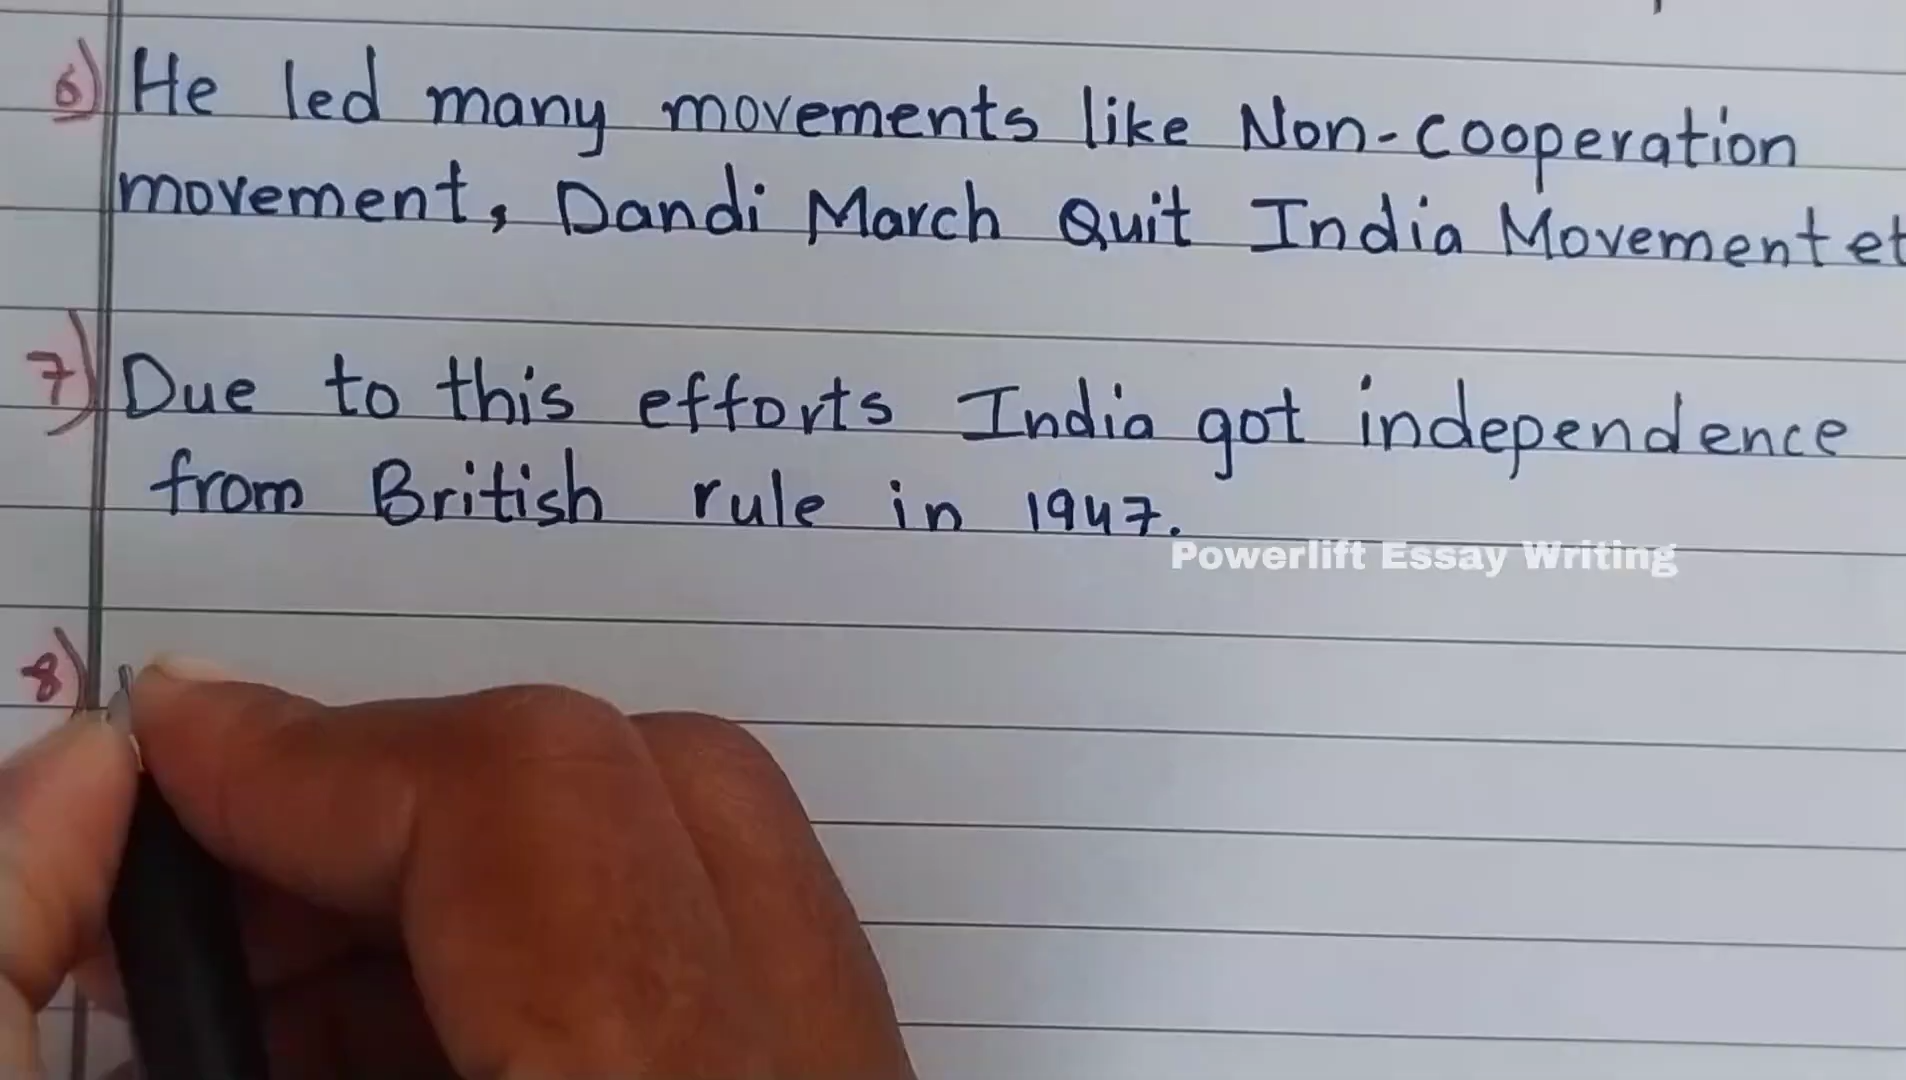 6) He led many movements like Non-cooperation
movement, Dandi March Quit India Movement et
7) Due to this efforts India got independence
from British rule in 1947.
Powerlift Essay Writing
8)